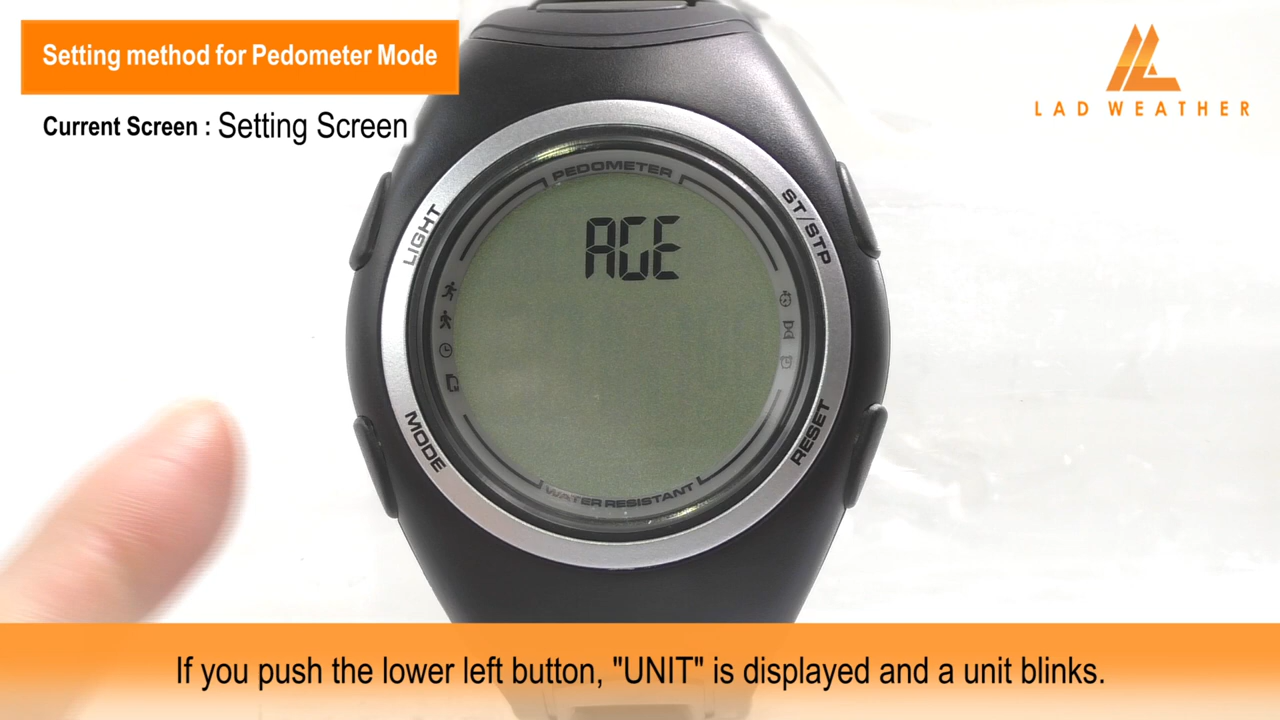 Setting method for Pedometer Mode
Current Screen : Setting Screen
LAD WEATHER
PEDOMETER
LIGHT
ST/STP
AGE
MODE
RESET
WATER RESISTANT
If you push the lower left button, "UNIT" is displayed and a unit blinks.